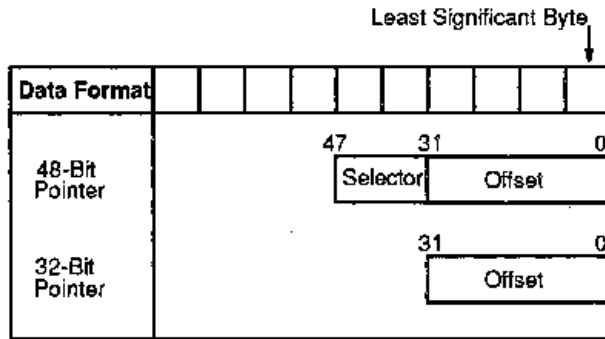 Least Significant Byte
Data Format
47 31 0
48-Bit
Pointer
Selector Offset
31 0
32-Bit
Pointer
Offset